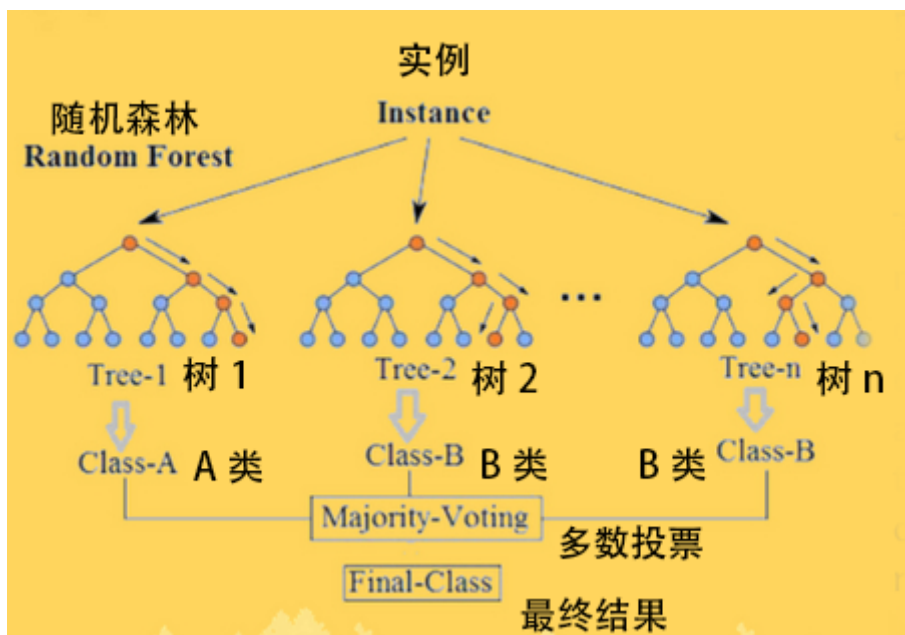 实例
Instance
随机森林
Random Forest
...
Tree-1 树 1
Tree-2 树 2
Tree-n 树 n
Class-A A 类
Class-B B 类
B 类 Class-B
Majority-Voting
多数投票
Final-Class
最终结果